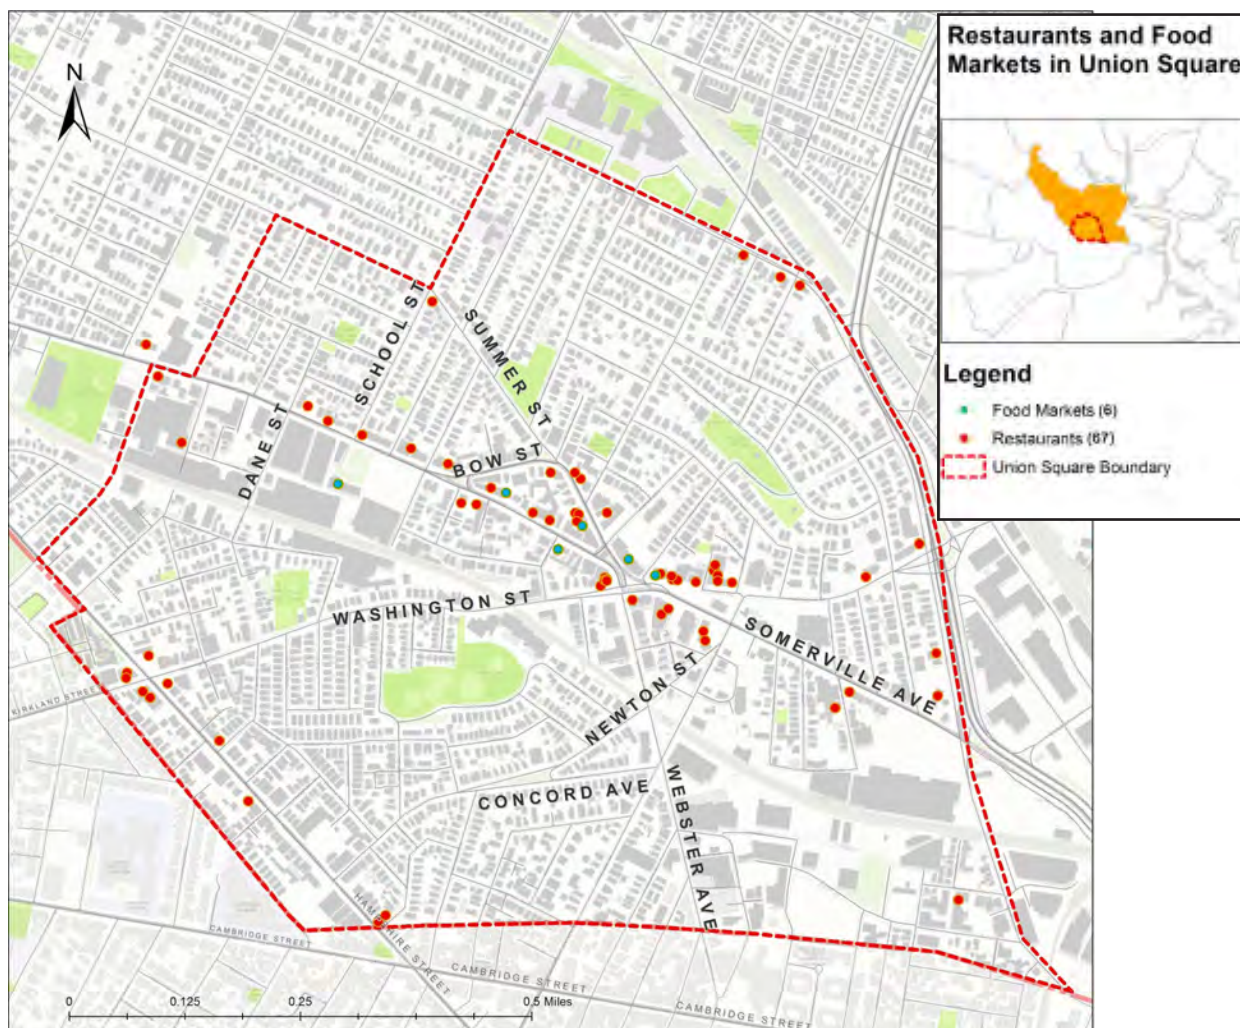 Restaurants and Food
Markets in Union Square
N
Legend
Food Markets (6)
Restaurants (67)
Union Square Boundary
SCHOOL ST
SUMMER ST
DANE ST
BOW ST
WASHINGTON ST
SOMERVILLE AVE
NEWTON ST
KIRKLAND STREET
CONCORD AVE
WEBSTER AVE
HAMPSHIRE STREET
CAMBRIDGE STREET
CAMBRIDGE STREET
CAMBRIDGE STREET
0 0.125 0.25 0.5 Miles